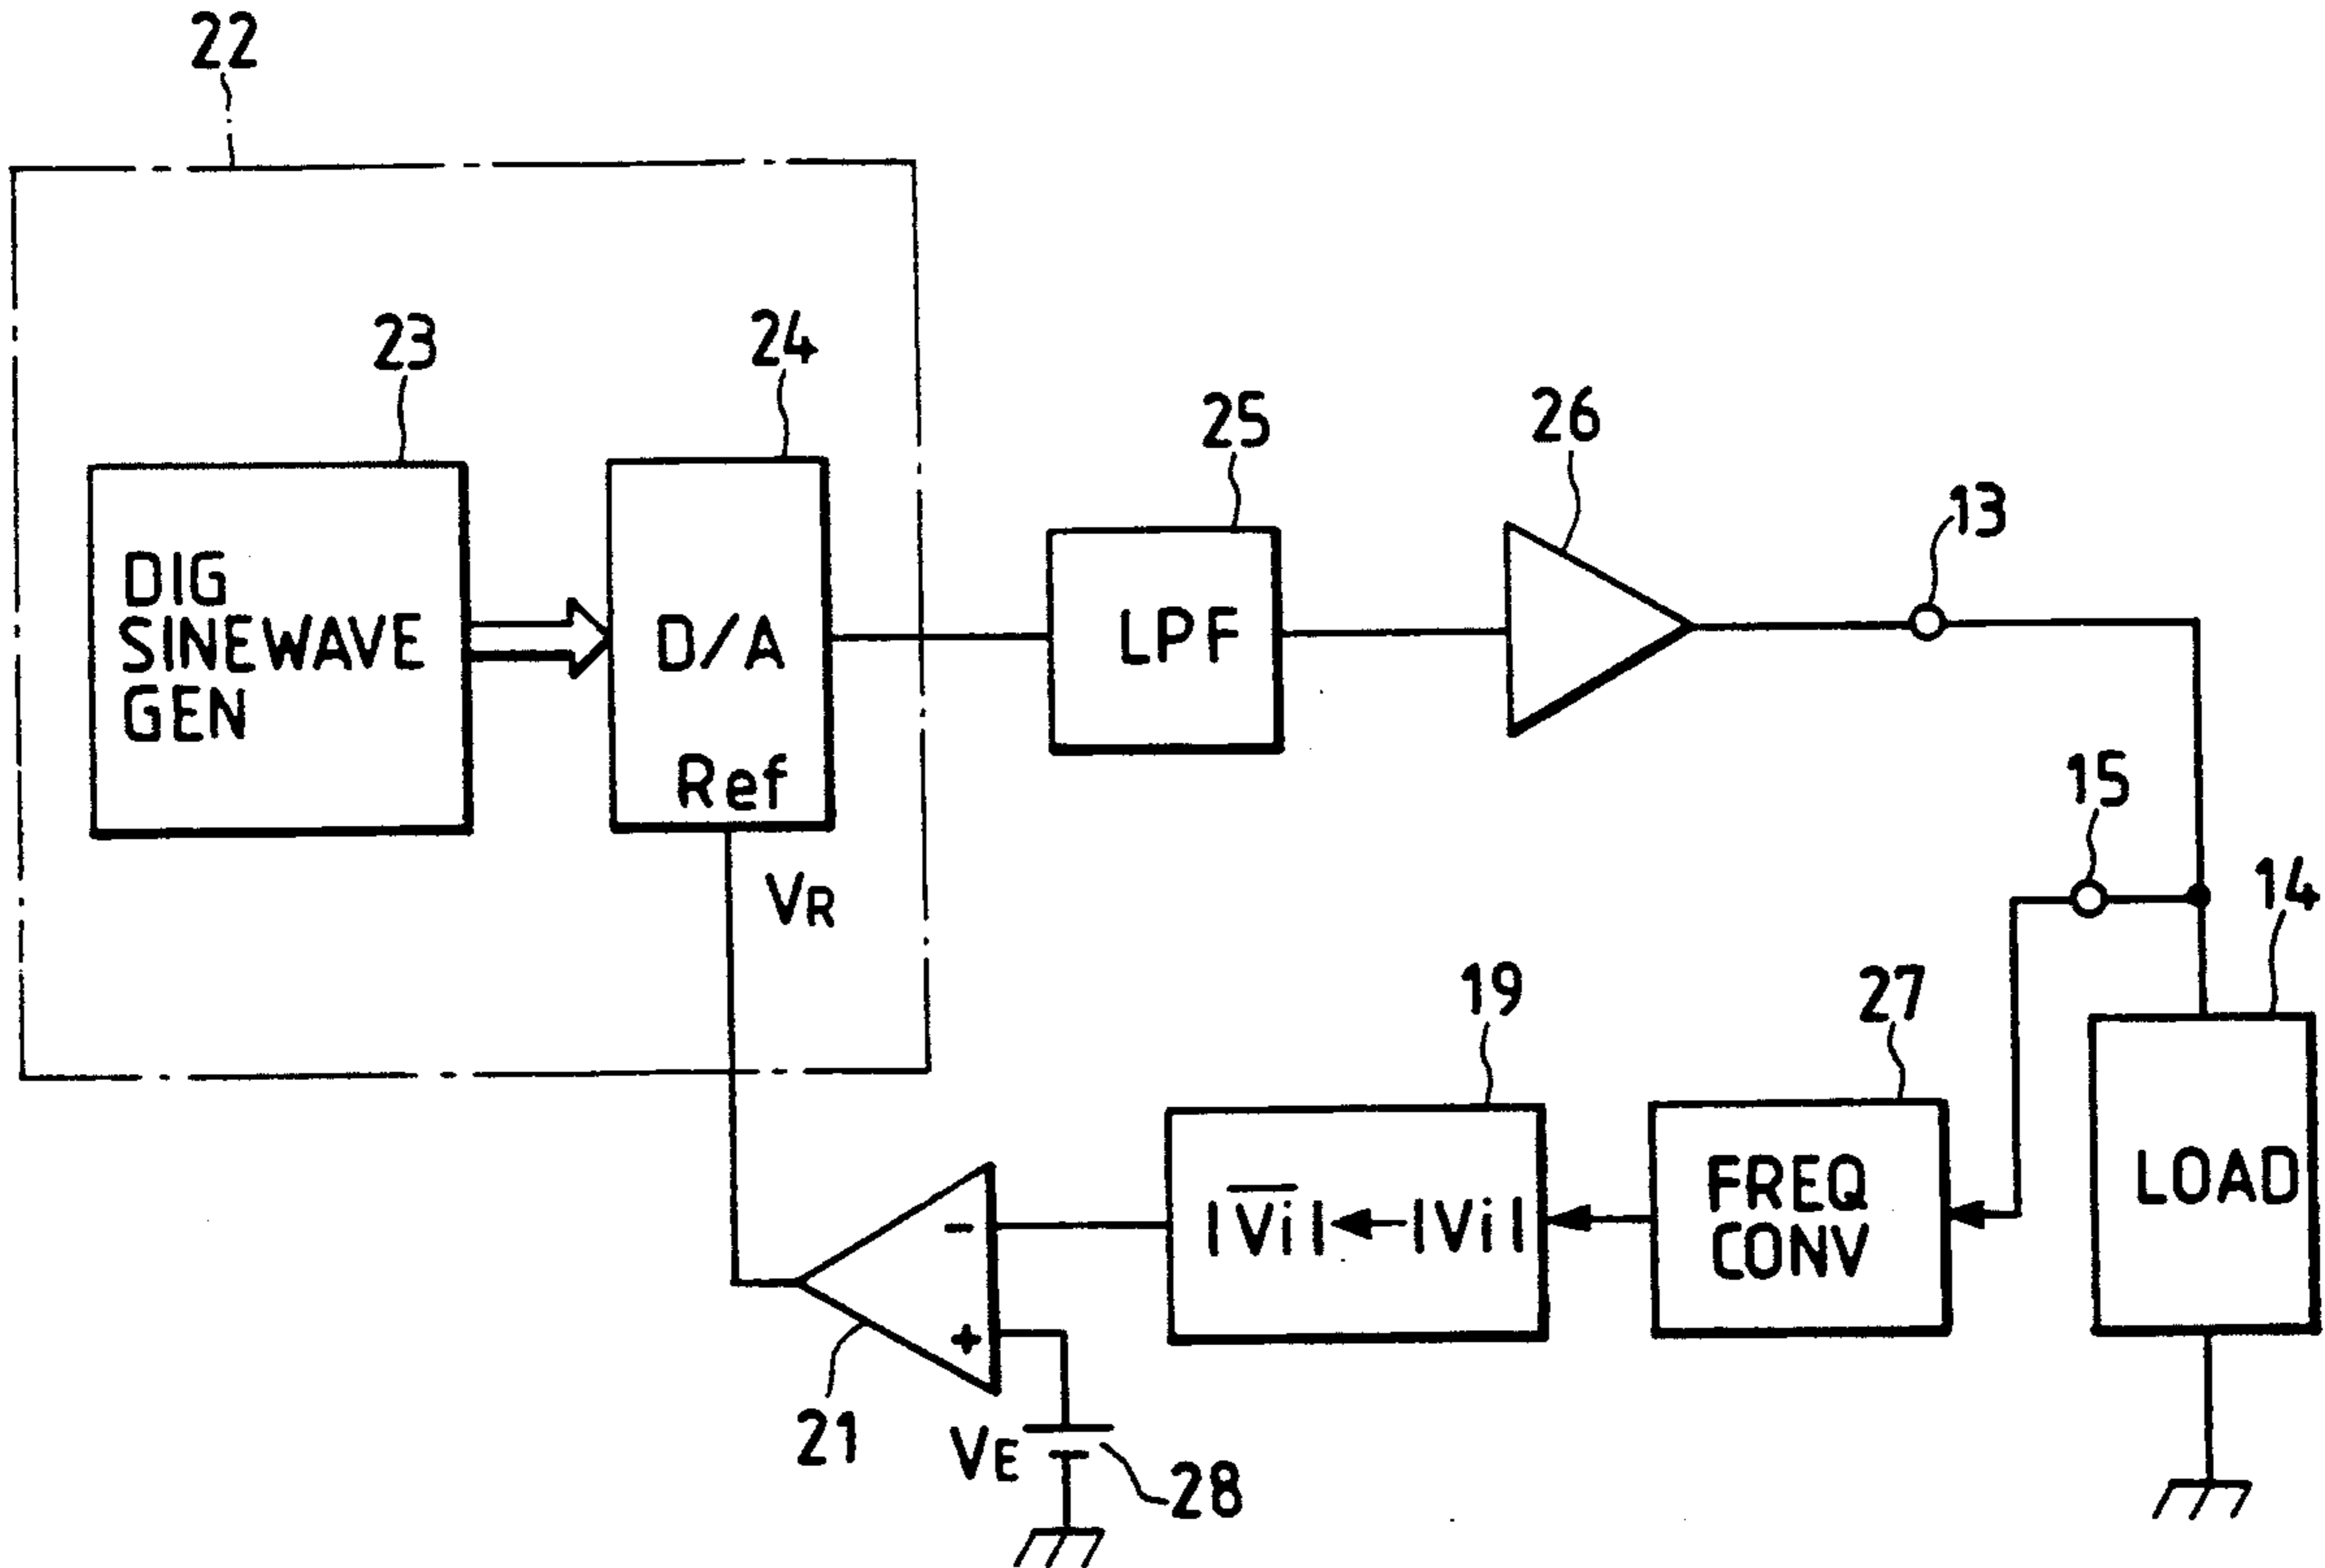 22
23
24
25
26
13
DIG
SINEWAVE
GEN
D/A
Ref
LPF
VR
15
14
19
27
|V̅i̅| ← |Vi|
FREQ
CONV
LOAD
-
+
21
VE
28